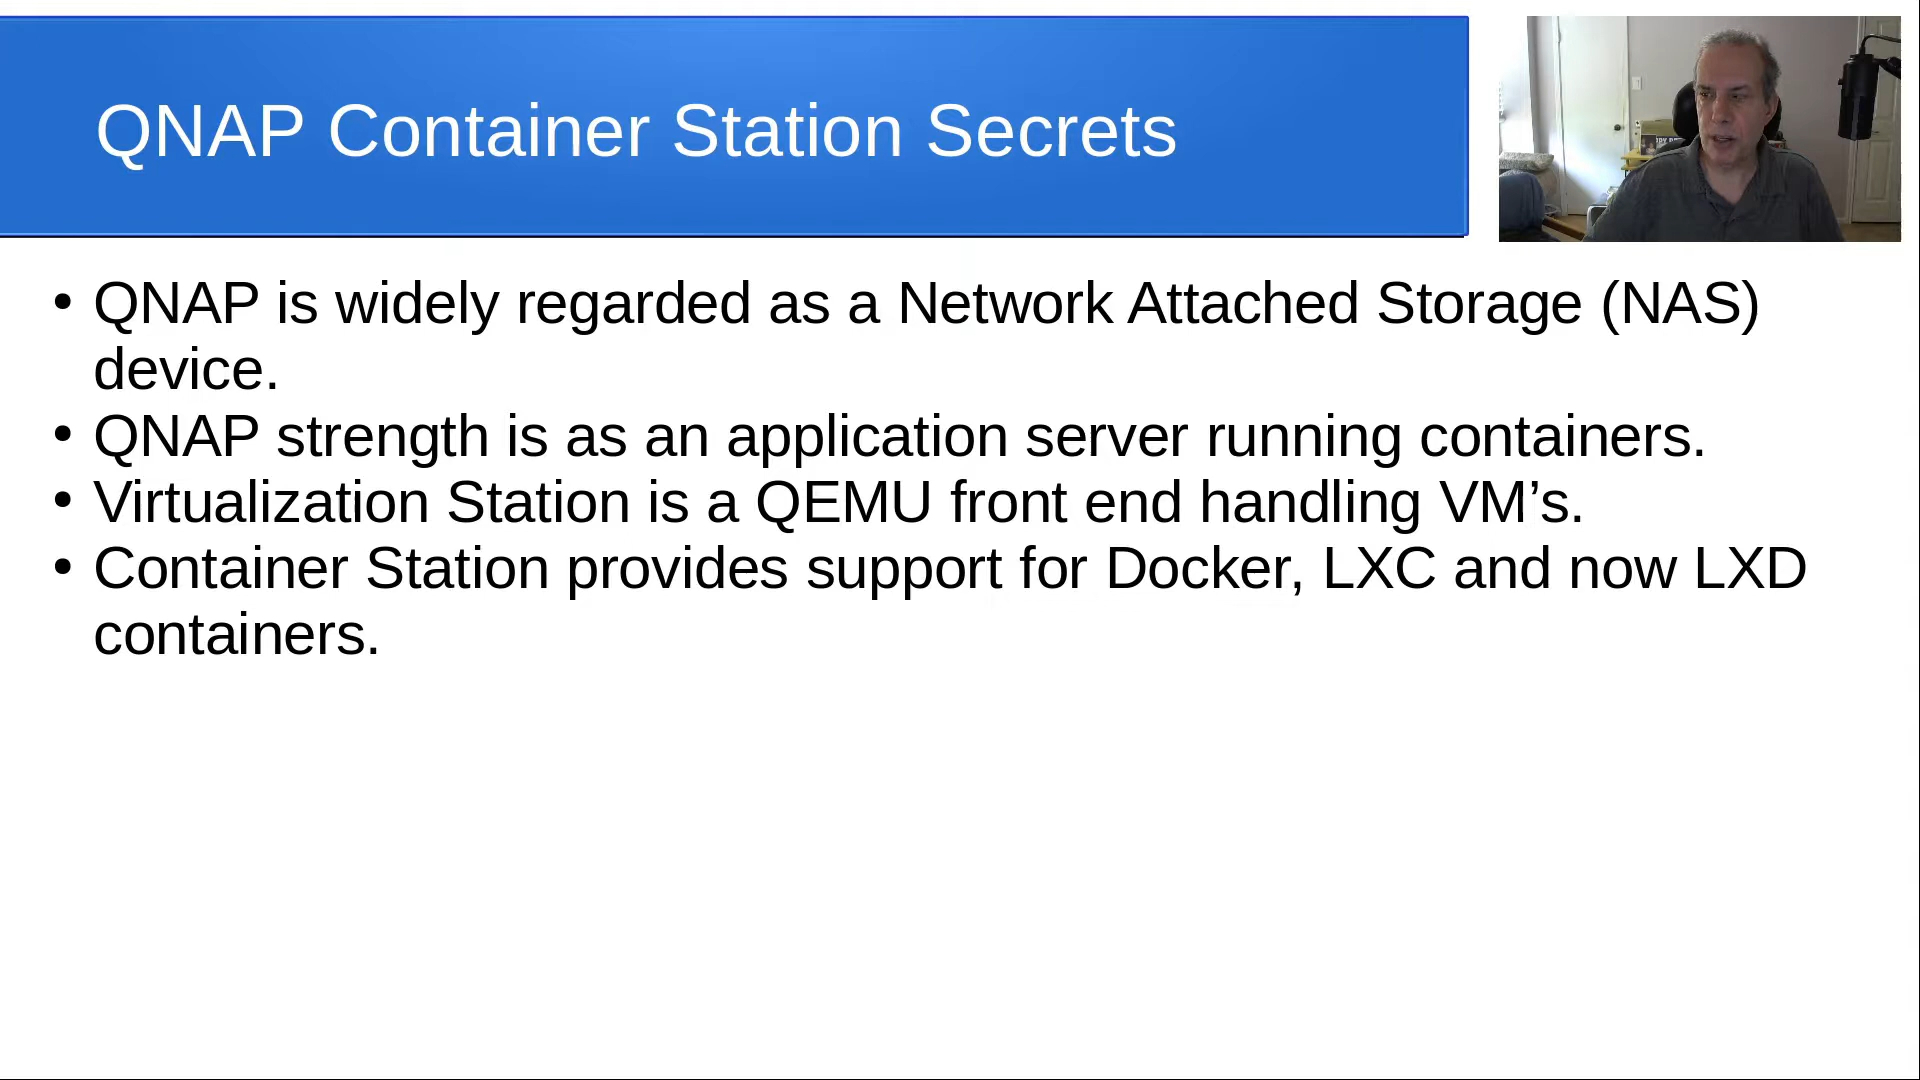 QNAP Container Station Secrets
• QNAP is widely regarded as a Network Attached Storage (NAS)
device.
• QNAP strength is as an application server running containers.
• Virtualization Station is a QEMU front end handling VM’s.
• Container Station provides support for Docker, LXC and now LXD
containers.